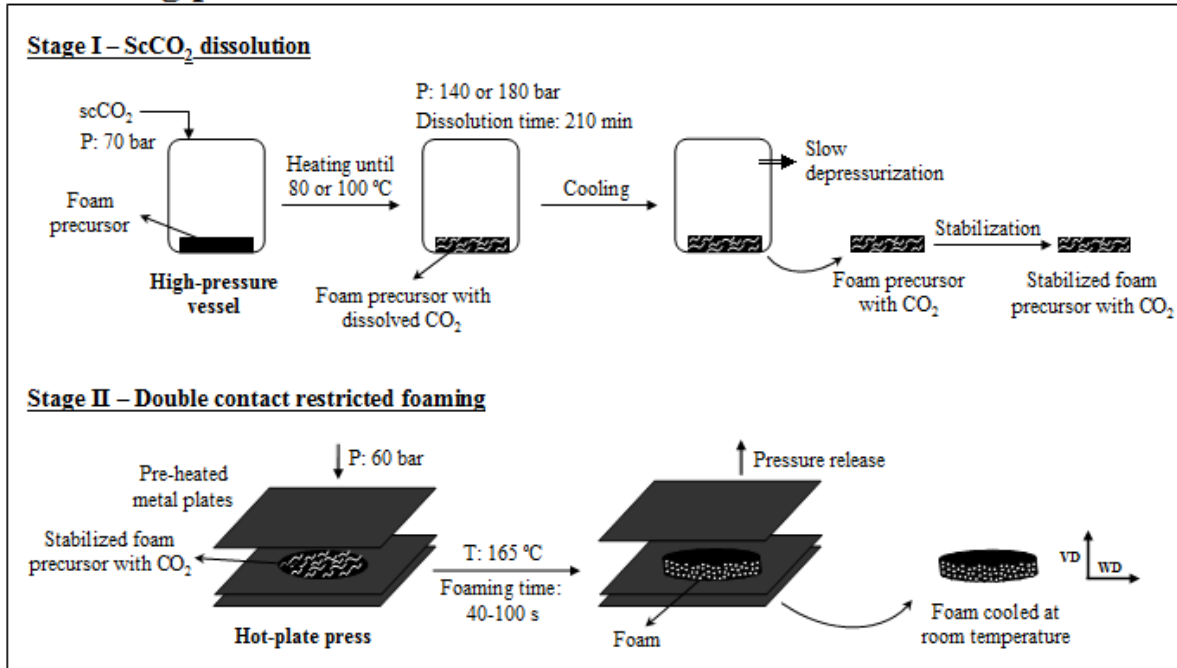 Stage I – ScCO₂ dissolution
scCO₂
P: 70 bar
Foam
precursor
High-pressure
vessel
Heating until
80 or 100 ºC
P: 140 or 180 bar
Dissolution time: 210 min
Foam precursor with
dissolved CO₂
Cooling
Slow
depressurization
Foam precursor
with CO₂
Stabilization
Stabilized foam
precursor with CO₂
Stage II – Double contact restricted foaming
P: 60 bar
Pre-heated
metal plates
Stabilized foam
precursor with CO₂
Hot-plate press
T: 165 ºC
Foaming time:
40-100 s
Pressure release
Foam
VD
WD
Foam cooled at
room temperature